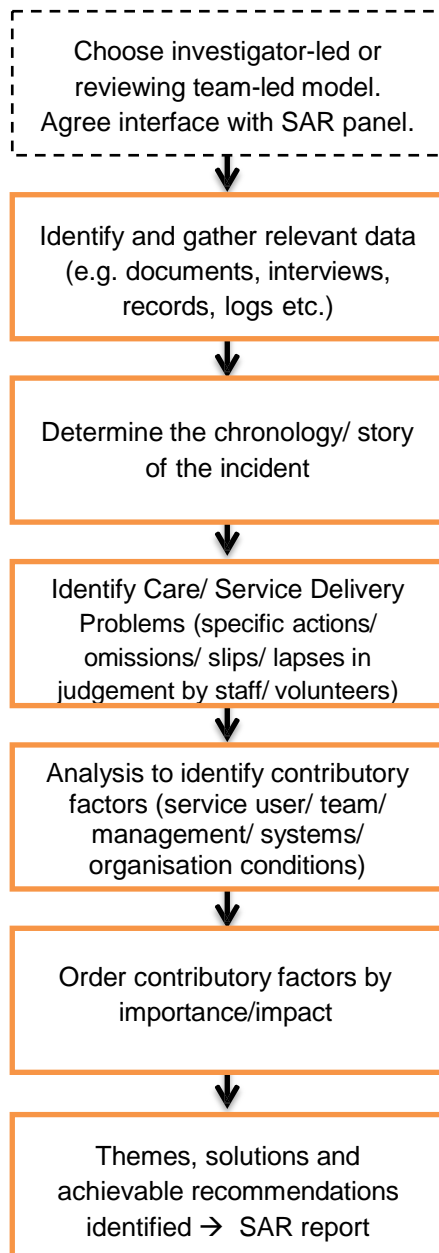 Choose investigator-led or
reviewing team-led model.
Agree interface with SAR panel.
Identify and gather relevant data
(e.g. documents, interviews,
records, logs etc.)
Determine the chronology/ story
of the incident
Identify Care/ Service Delivery
Problems (specific actions/
omissions/ slips/ lapses in
judgement by staff/ volunteers)
Analysis to identify contributory
factors (service user/ team/
management/ systems/
organisation conditions)
Order contributory factors by
importance/impact
Themes, solutions and
achievable recommendations
identified → SAR report